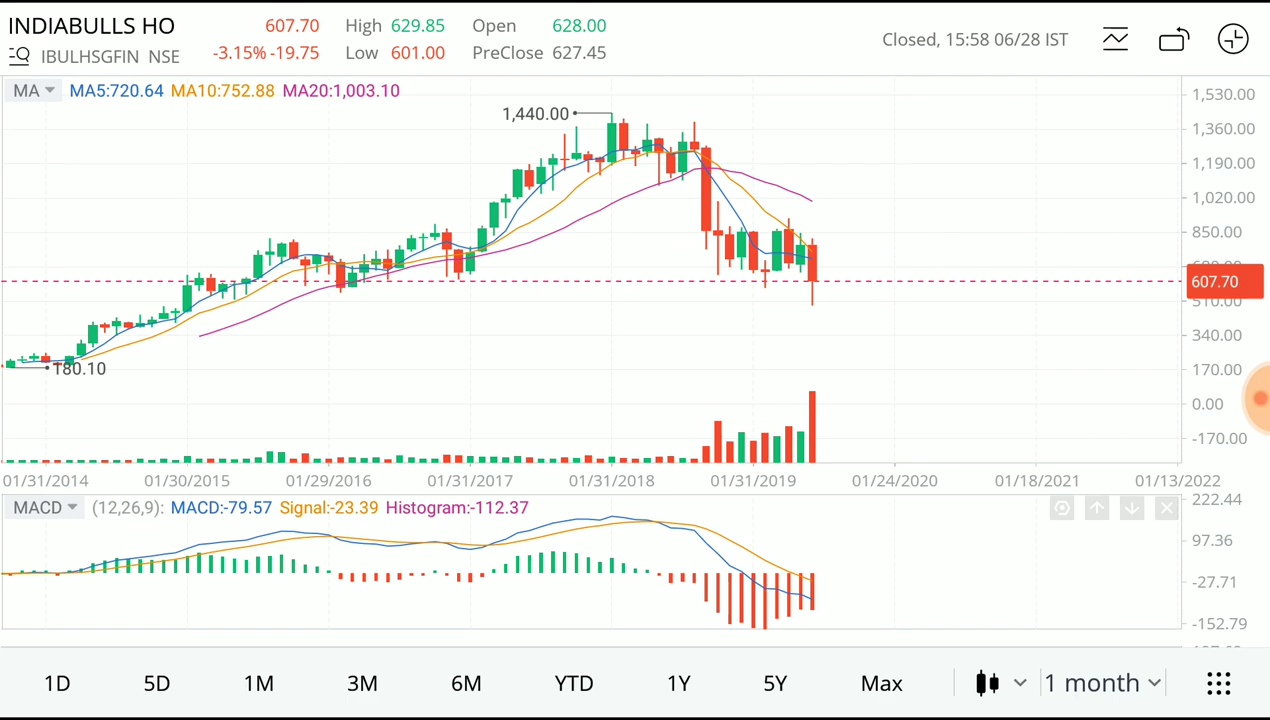 INDIABULLS HO 607.70 High 629.85 Open 628.00
IBULHSGFIN NSE -3.15% -19.75 Low 601.00 PreClose 627.45
Closed, 15:58 06/28 IST
MA MA5:720.64 MA10:752.88 MA20:1,003.10
1,530.00
1,440.00
1,360.00
1,190.00
1,020.00
850.00
607.70
510.00
340.00
180.10
170.00
0.00
-170.00
01/31/2014 01/30/2015 01/29/2016 01/31/2017 01/31/2018 01/31/2019 01/24/2020 01/18/2021 01/13/2022
MACD (12,26,9): MACD:-79.57 Signal:-23.39 Histogram:-112.37
222.44
97.36
-27.71
-152.79
1D 5D 1M 3M 6M YTD 1Y 5Y Max 1 month